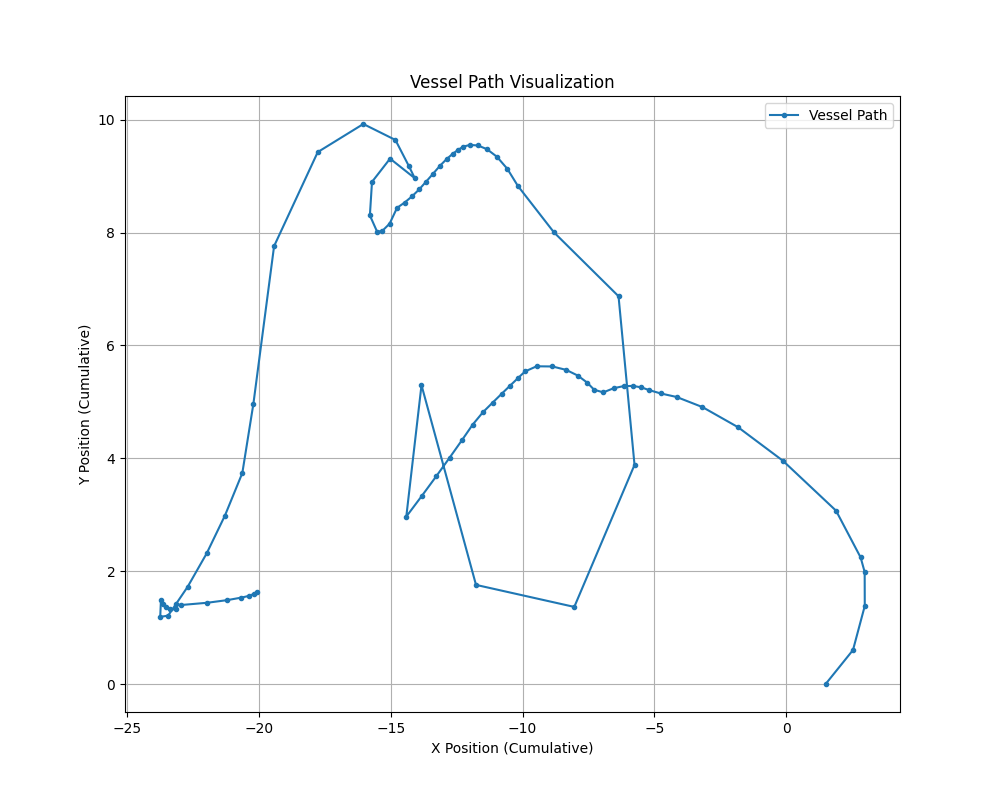 Vessel Path Visualization
Vessel Path
10
8
6
4
2
0
Y Position (Cumulative)
−25 −20 −15 −10 −5 0
X Position (Cumulative)